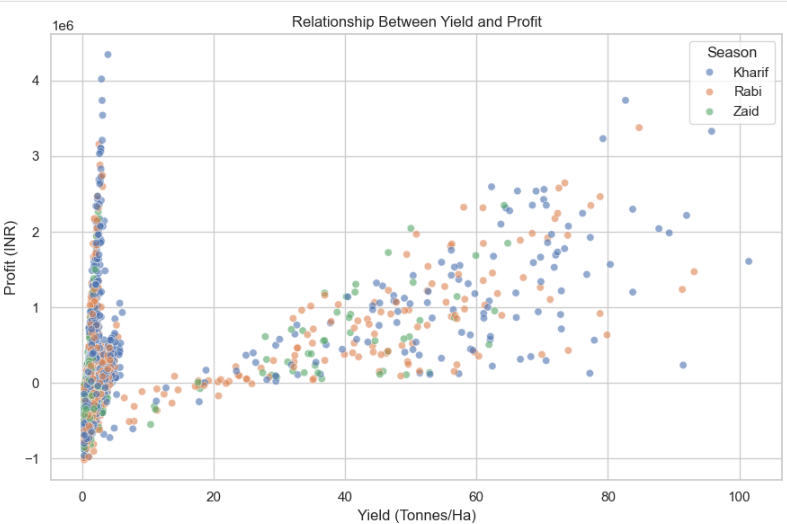 Relationship Between Yield and Profit
1e6
Season
Kharif
Rabi
Zaid
4
3
2
1
0
−1
Profit (INR)
0 20 40 60 80 100
Yield (Tonnes/Ha)